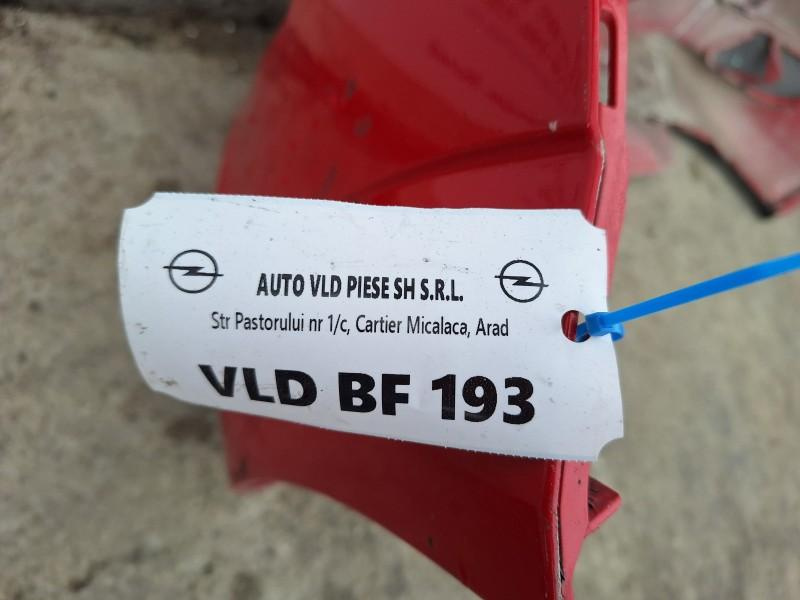 AUTO VLD PIESE SH S.R.L.
Str Pastorului nr 1/c, Cartier Micalaca, Arad
VLD BF 193